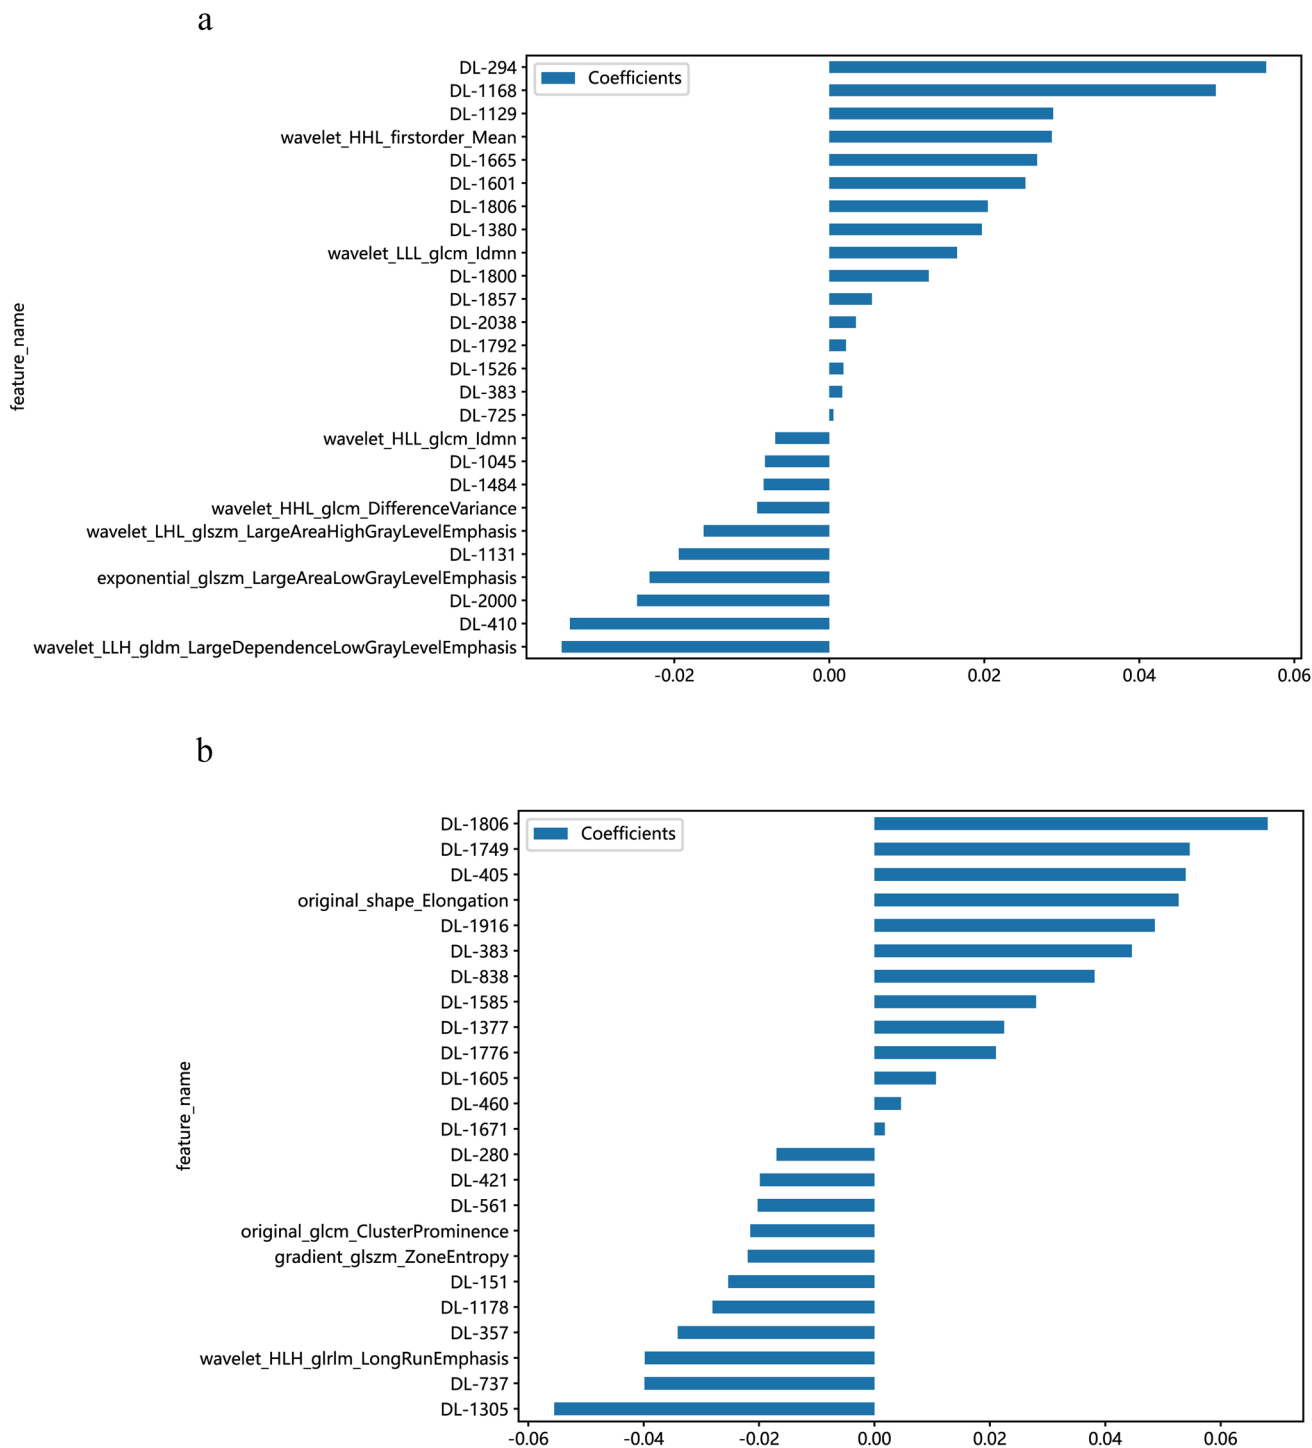 a
Coefficients
feature_name
DL-294
DL-1168
DL-1129
wavelet_HHL_firstorder_Mean
DL-1665
DL-1601
DL-1806
DL-1380
wavelet_LLL_glcm_Idmn
DL-1800
DL-1857
DL-2038
DL-1792
DL-1526
DL-383
DL-725
wavelet_HLL_glcm_Idmn
DL-1045
DL-1484
wavelet_HHL_glcm_DifferenceVariance
wavelet_LHL_glszm_LargeAreaHighGrayLevelEmphasis
DL-1131
exponential_glszm_LargeAreaLowGrayLevelEmphasis
DL-2000
DL-410
wavelet_LLH_gldm_LargeDependenceLowGrayLevelEmphasis
-0.02 0.00 0.02 0.04 0.06
b
Coefficients
feature_name
DL-1806
DL-1749
DL-405
original_shape_Elongation
DL-1916
DL-383
DL-838
DL-1585
DL-1377
DL-1776
DL-1605
DL-460
DL-1671
DL-280
DL-421
DL-561
original_glcm_ClusterProminence
gradient_glszm_ZoneEntropy
DL-151
DL-1178
DL-357
wavelet_HLH_glrlm_LongRunEmphasis
DL-737
DL-1305
-0.06 -0.04 -0.02 0.00 0.02 0.04 0.06